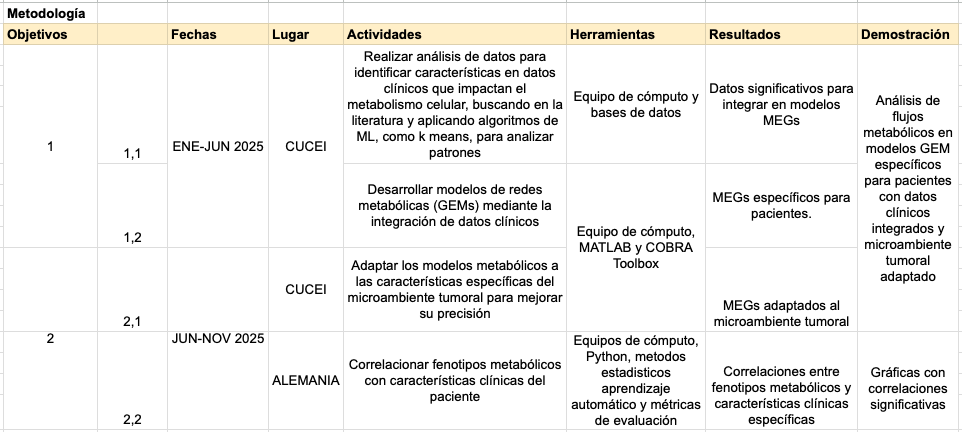 Metodología
Objetivos Fechas Lugar Actividades Herramientas Resultados Demostración
1
1,1
ENE-JUN 2025
CUCEI
Realizar análisis de datos para
identificar características en datos
clínicos que impactan el
metabolismo celular, buscando en la
literatura y aplicando algoritmos de
ML, como k means, para analizar
patrones
Equipo de cómputo y
bases de datos
Datos significativos para
integrar en modelos
MEGs
Análisis de
flujos
metabólicos en
modelos GEM
específicos
para pacientes
con datos
clínicos
integrados y
microambiente
tumoral
adaptado
1,2
Desarrollar modelos de redes
metabólicas (GEMs) mediante la
integración de datos clínicos
Equipo de cómputo,
MATLAB y COBRA
Toolbox
MEGs específicos para
pacientes.
2,1
CUCEI
Adaptar los modelos metabólicos a
las características específicas del
microambiente tumoral para mejorar
su precisión
MEGs adaptados al
microambiente tumoral
2
JUN-NOV 2025
2,2
ALEMANIA
Correlacionar fenotipos metabólicos
con características clínicas del
paciente
Equipos de cómputo,
Python, metodos
estadisticos
aprendizaje
automático y métricas
de evaluación
Correlaciones entre
fenotipos metabólicos y
características clínicas
específicas
Gráficas con
correlaciones
significativas